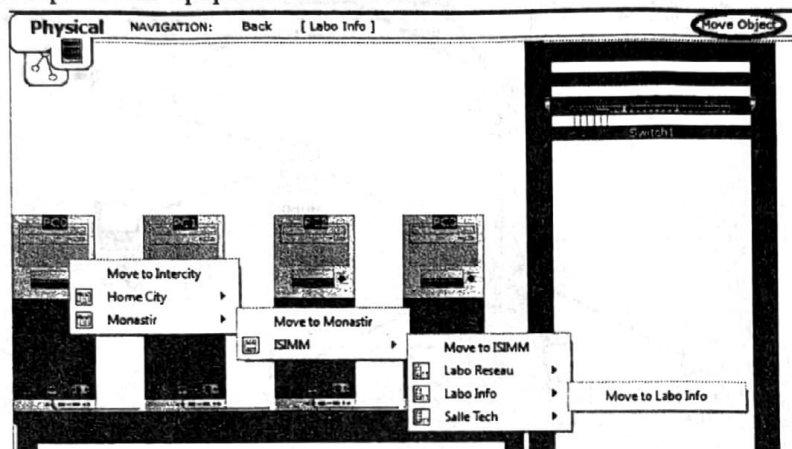 Physical NAVIGATION: Back [ Labo Info ] Move Object
Switch1
PC0 PC1
Move to Intercity
Home City
Monastir
Move to Monastir
ISIMM
Move to ISIMM
Labo Reseau
Labo Info
Salle Tech
Move to Labo Info